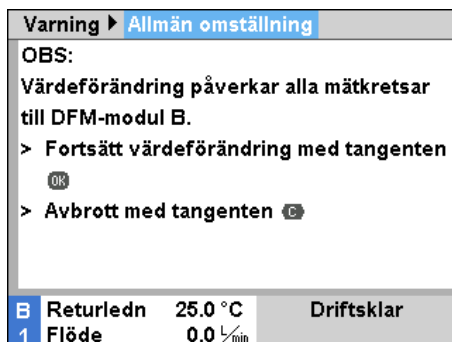 Varning ▶ Allmän omställning
OBS:
Värdeförändring påverkar alla mätkretsar
till DFM-modul B.
> Fortsätt värdeförändring med tangenten
OK
> Avbrott med tangenten C
B Returledn 25.0 °C Driftsklar
1 Flöde 0.0 L/min